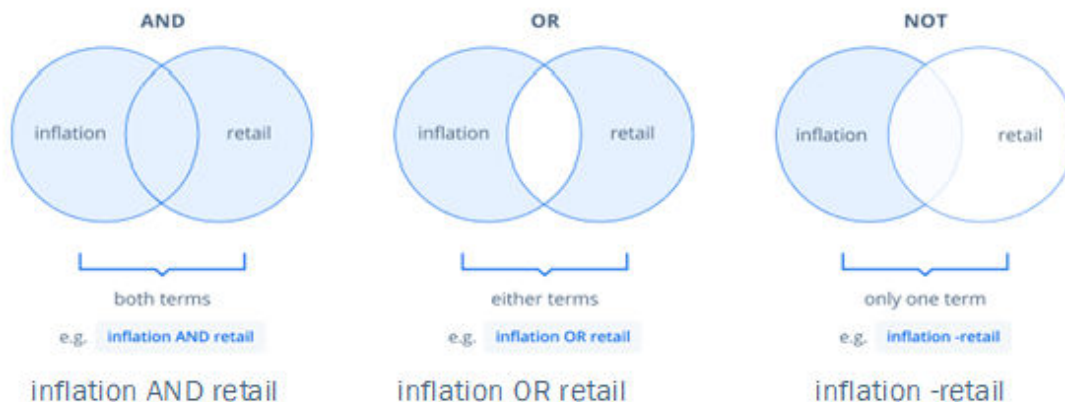 AND OR NOT
inflation retail inflation retail inflation retail
both terms either terms only one term
e.g. inflation AND retail e.g. inflation OR retail e.g. inflation -retail
inflation AND retail inflation OR retail inflation -retail